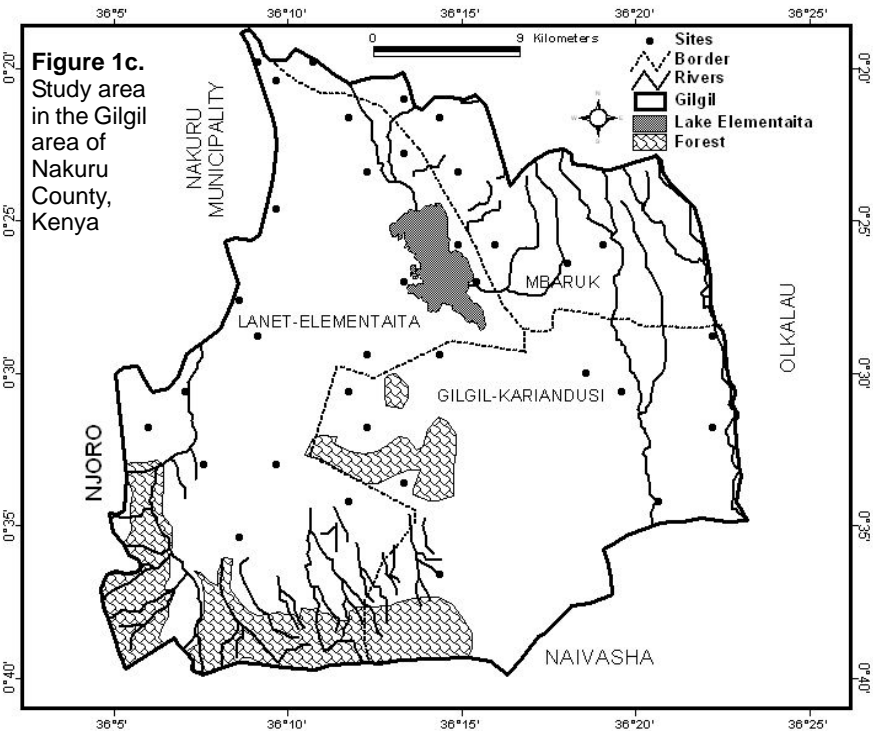 36°5' 36°10' 36°15' 36°20' 36°25'
Figure 1c.
Study area
in the Gilgil
area of
Nakuru
County,
Kenya
0 9 Kilometers
Sites
Border
Rivers
Gilgil
Lake Elementaita
Forest
N
W E
S
NAKURU
MUNICIPALITY
MBARUK
LANET-ELEMENTAITA
OLKALAU
GILGIL-KARIANDUSI
NJORO
NAIVASHA
0°20' 0°20'
0°25' 0°25'
0°30' 0°30'
0°35' 0°35'
0°40' 0°40'
36°5' 36°10' 36°15' 36°20' 36°25'